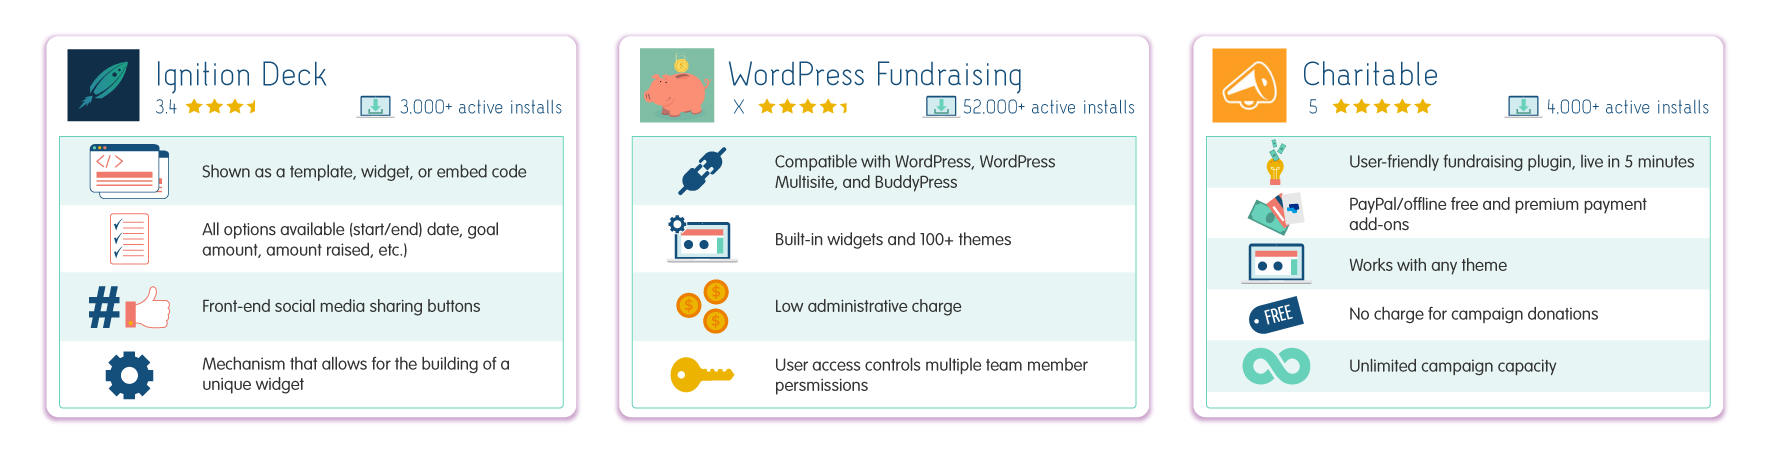 Ignition Deck
3.4
3.000+ active installs
</>
Shown as a template, widget, or embed code
All options available (start/end) date, goal
amount, amount raised, etc.)
#
Front-end social media sharing buttons
Mechanism that allows for the building of a
unique widget
WordPress Fundraising
X
52.000+ active installs
Compatible with WordPress, WordPress
Multisite, and BuddyPress
Built-in widgets and 100+ themes
$ $ $
Low administrative charge
User access controls multiple team member
persmissions
Charitable
5
4.000+ active installs
User-friendly fundraising plugin, live in 5 minutes
PayPal/offline free and premium payment
add-ons
Works with any theme
FREE
No charge for campaign donations
Unlimited campaign capacity